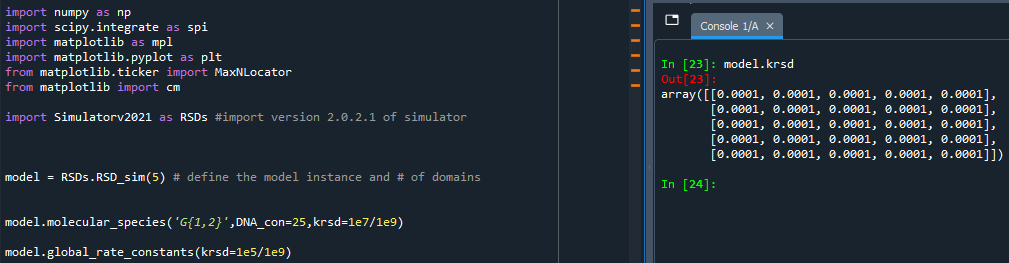 import numpy as np
import scipy.integrate as spi
import matplotlib as mpl
import matplotlib.pyplot as plt
from matplotlib.ticker import MaxNLocator
from matplotlib import cm
import Simulatorv2021 as RSDs #import version 2.0.2.1 of simulator
model = RSDs.RSD_sim(5) # define the model instance and # of domains
model.molecular_species('G{1,2}',DNA_con=25,krsd=1e7/1e9)
model.global_rate_constants(krsd=1e5/1e9)
Console 1/A ×
In [23]: model.krsd
Out[23]:
array([[0.0001, 0.0001, 0.0001, 0.0001, 0.0001],
[0.0001, 0.0001, 0.0001, 0.0001, 0.0001],
[0.0001, 0.0001, 0.0001, 0.0001, 0.0001],
[0.0001, 0.0001, 0.0001, 0.0001, 0.0001],
[0.0001, 0.0001, 0.0001, 0.0001, 0.0001]])
In [24]: